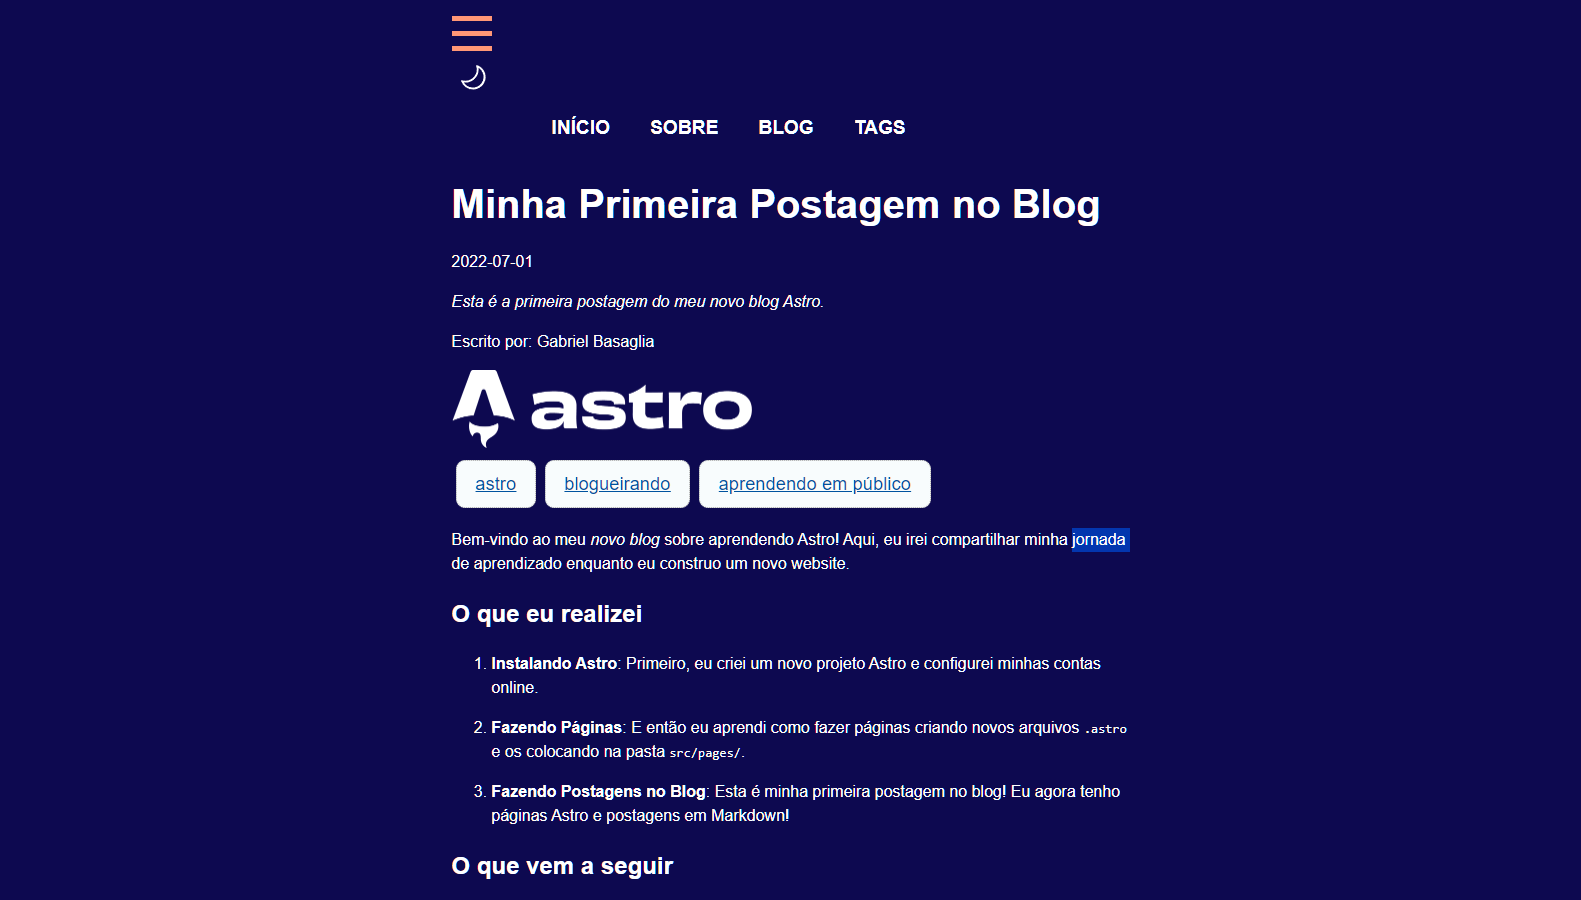 INÍCIO SOBRE BLOG TAGS
Minha Primeira Postagem no Blog
2022-07-01
Esta é a primeira postagem do meu novo blog Astro.
Escrito por: Gabriel Basaglia
astro
astro blogueirando aprendendo em público
Bem-vindo ao meu novo blog sobre aprendendo Astro! Aqui, eu irei compartilhar minha jornada
de aprendizado enquanto eu construo um novo website.
O que eu realizei
1. Instalando Astro: Primeiro, eu criei um novo projeto Astro e configurei minhas contas
online.
2. Fazendo Páginas: E então eu aprendi como fazer páginas criando novos arquivos .astro
e os colocando na pasta src/pages/.
3. Fazendo Postagens no Blog: Esta é minha primeira postagem no blog! Eu agora tenho
páginas Astro e postagens em Markdown!
O que vem a seguir